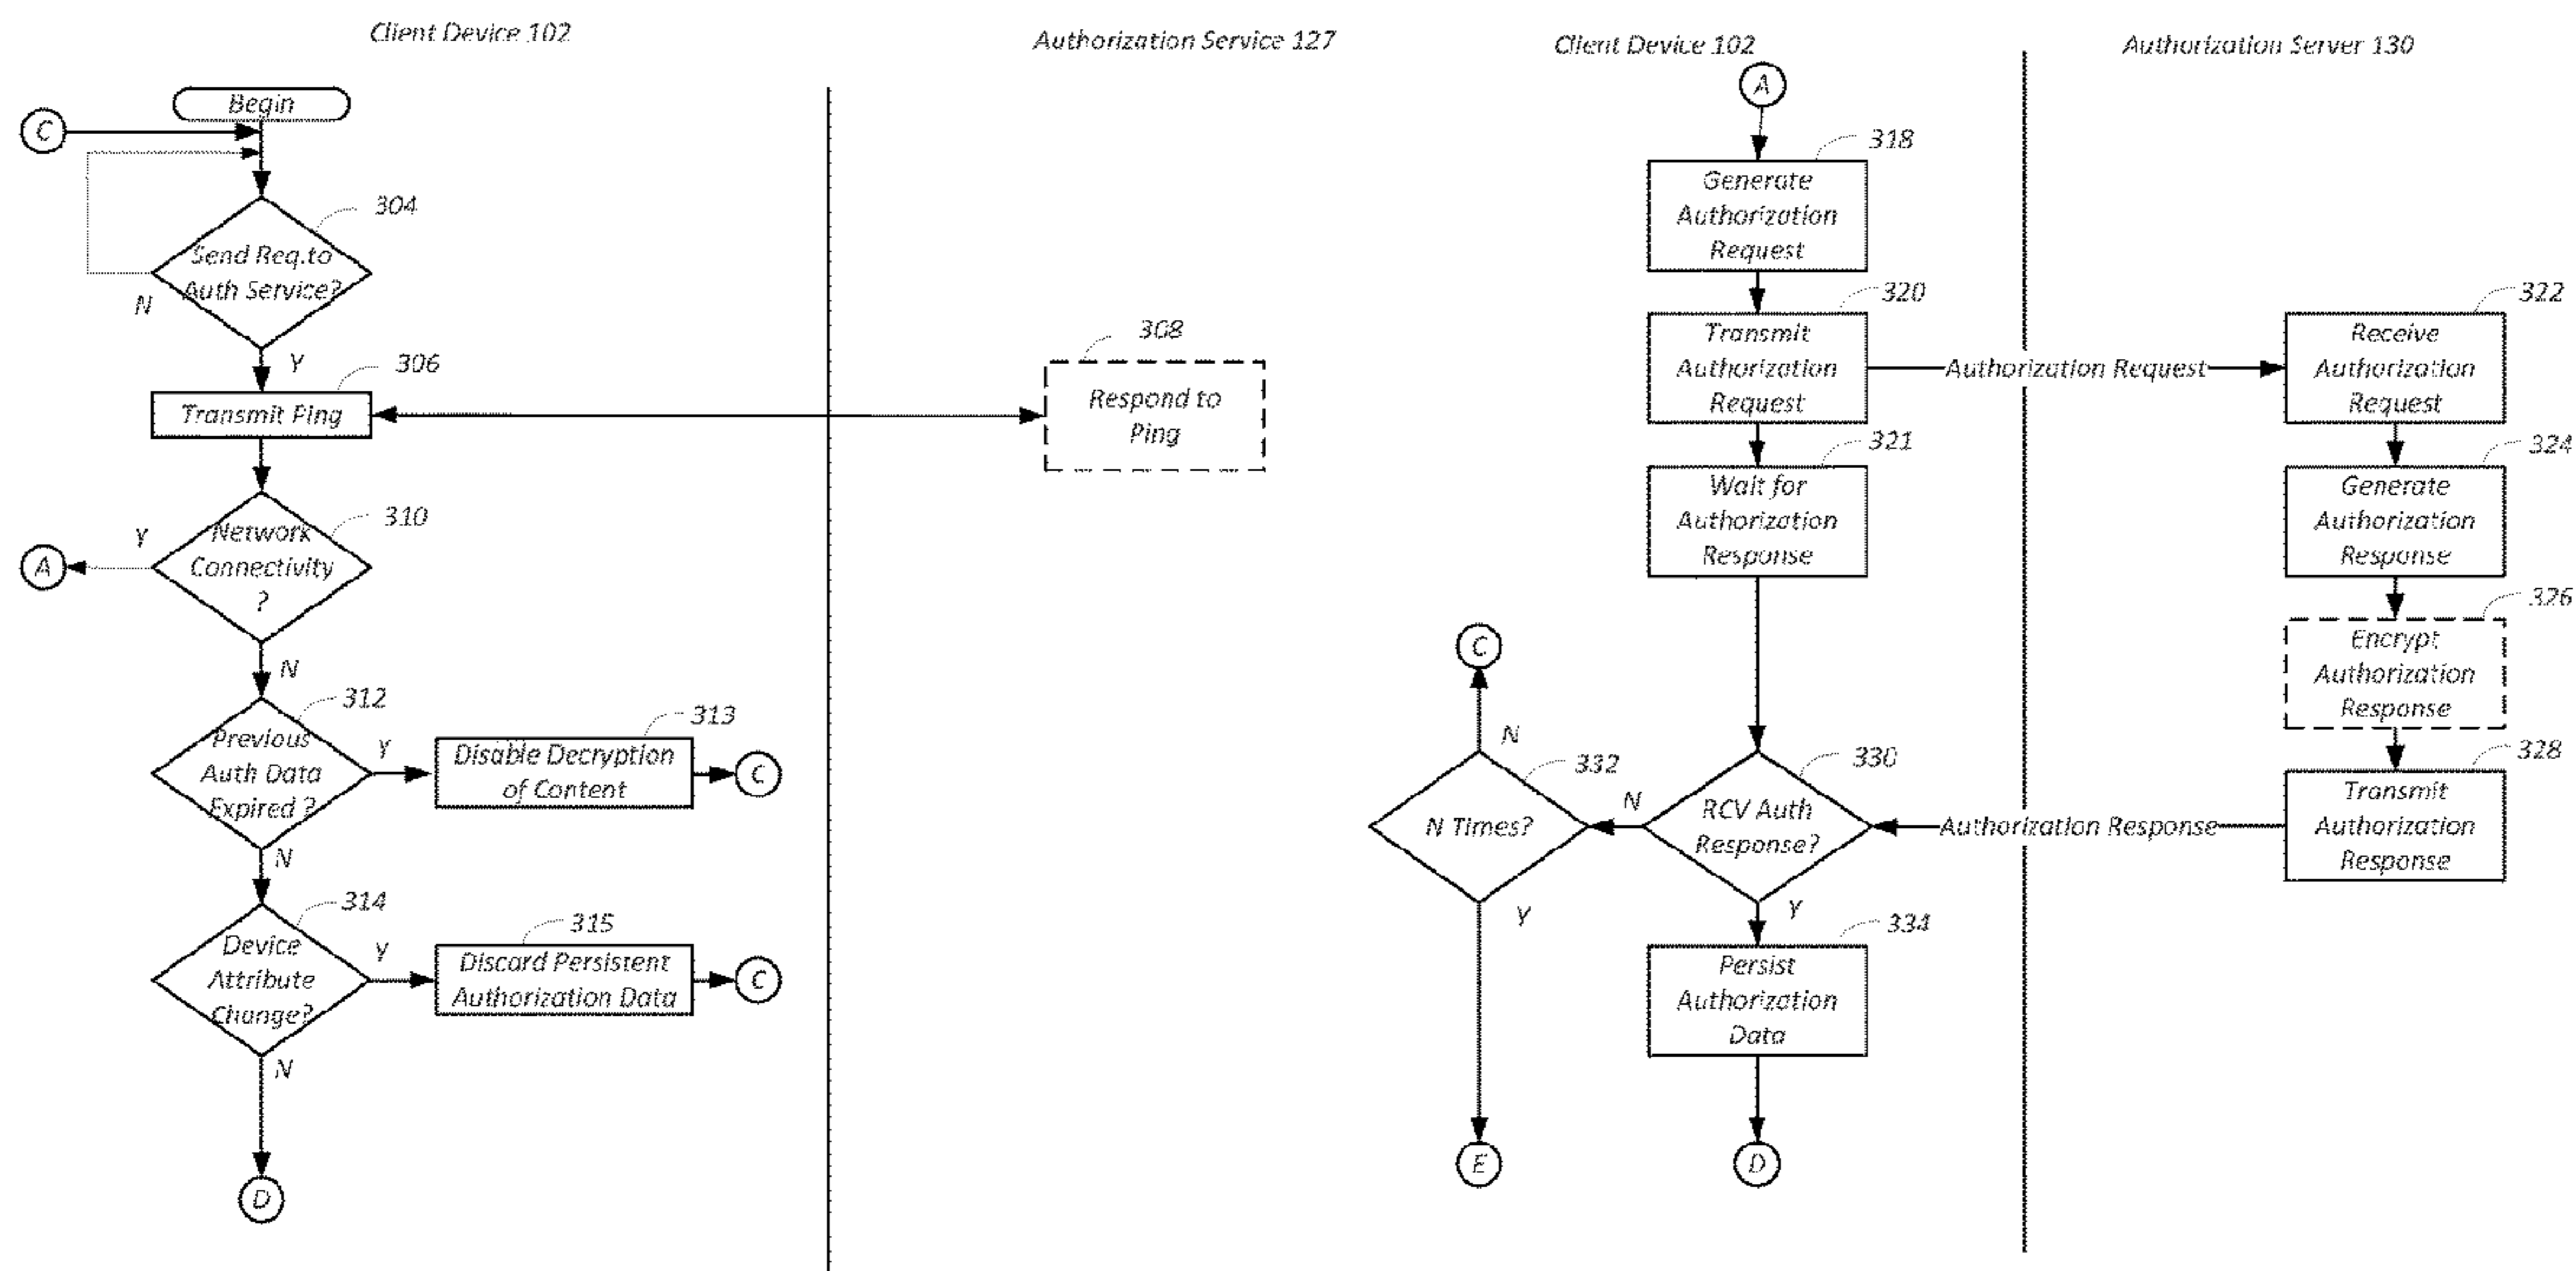 Client Device 102
Authorization Service 127
Begin
C
304
Send Req.to
Auth Service?
N
Y
306
Transmit Ping
308
Respond to
Ping
310
Network
Connectivity
?
Y
A
N
312
Previous
Auth Data
Expired ?
Y
313
Disable Decryption
of Content
C
N
314
Device
Attribute
Change?
Y
315
Discard Persistent
Authorization Data
C
N
D
Client Device 102
Authorization Server 130
A
318
Generate
Authorization
Request
320
Transmit
Authorization
Request
Authorization Request
322
Receive
Authorization
Request
321
Wait for
Authorization
Response
324
Generate
Authorization
Response
326
Encrypt
Authorization
Response
328
Transmit
Authorization
Response
Authorization Response
330
RCV Auth
Response?
N
332
N Times?
N
C
Y
E
Y
334
Persist
Authorization
Data
D